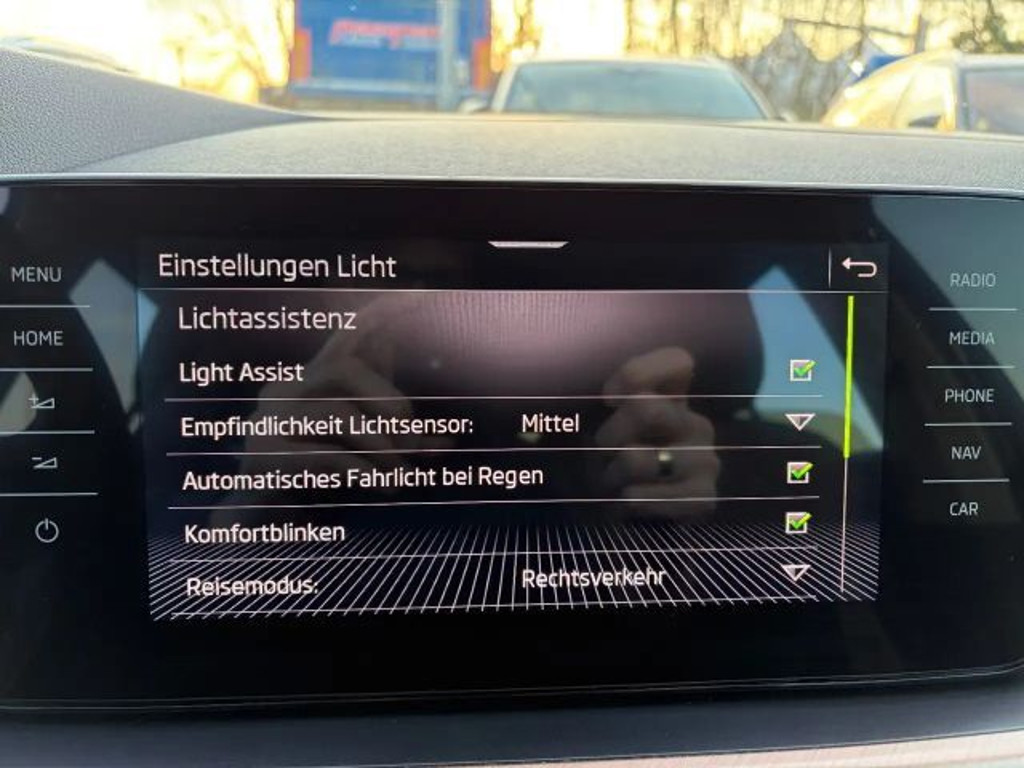 Einstellungen Licht
Lichtassistenz
Light Assist
Empfindlichkeit Lichtsensor: Mittel
Automatisches Fahrlicht bei Regen
Komfortblinken
Reisemodus: Rechtsverkehr
MENU
HOME
RADIO
MEDIA
PHONE
NAV
CAR